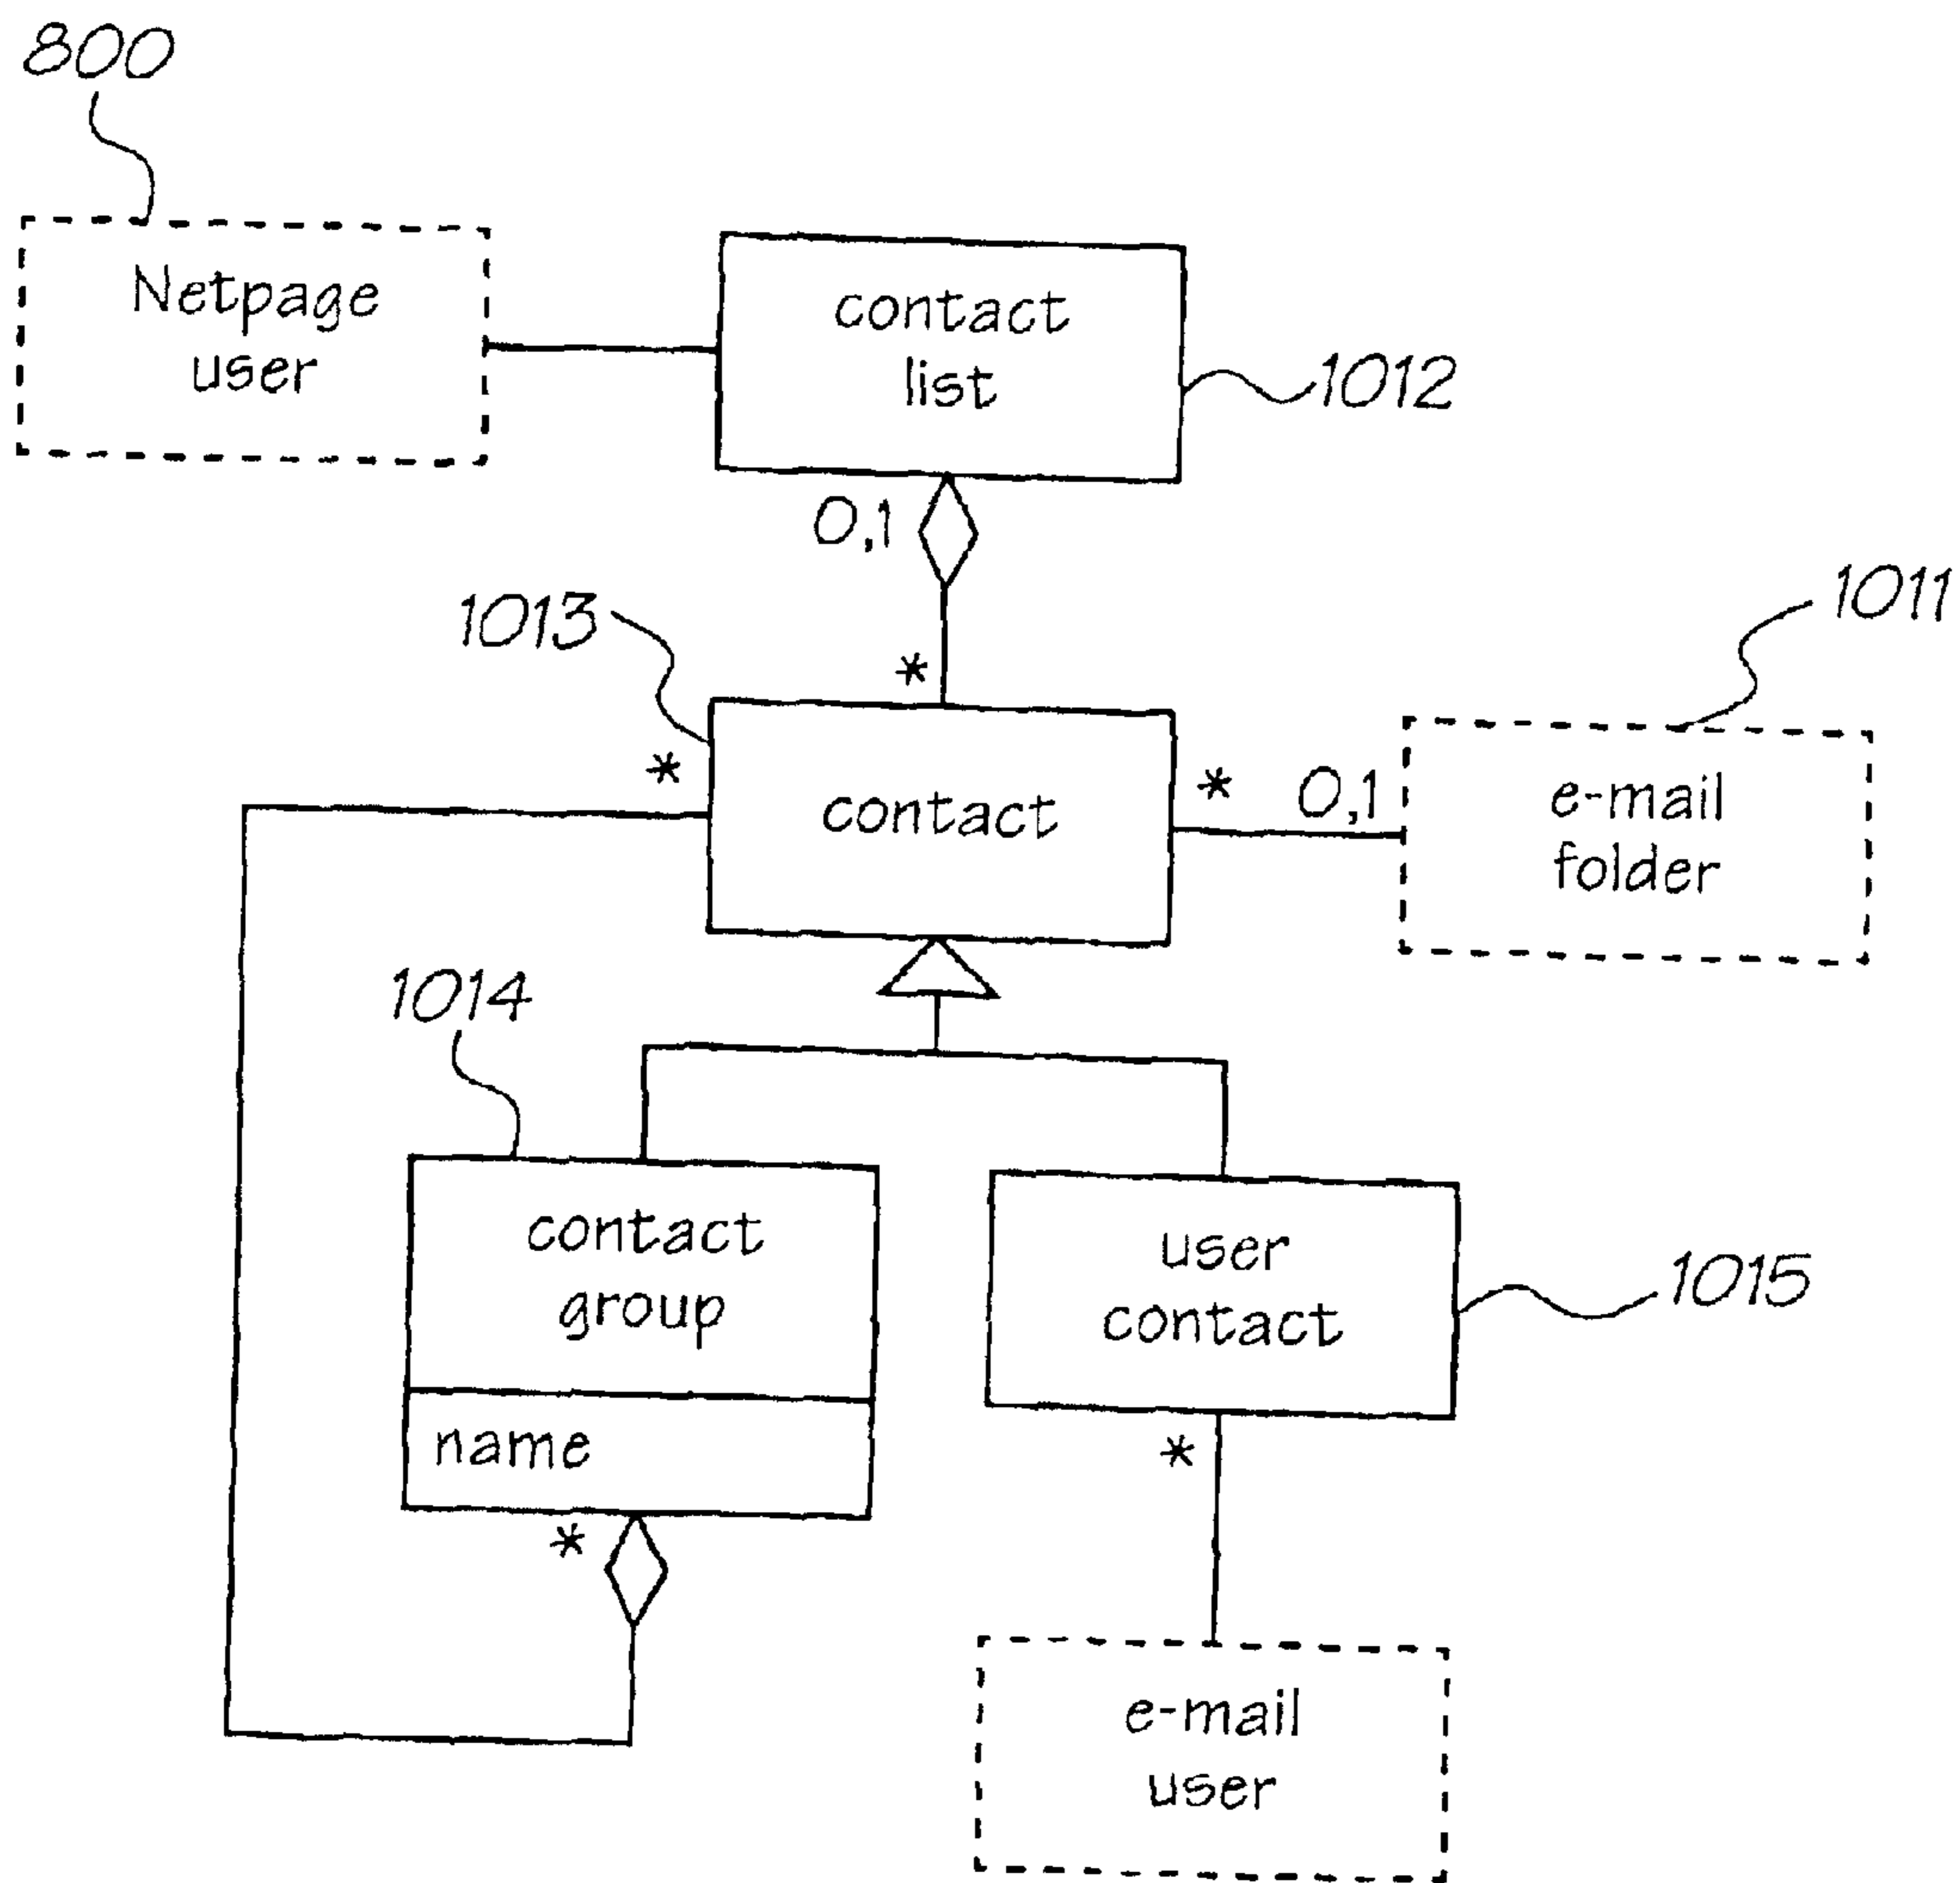 800
Netpage
user
contact
list
1012
0,1
1013
*
1011
*
contact
*
0,1
e-mail
folder
1014
contact
group
user
contact
1015
name
*
*
e-mail
user